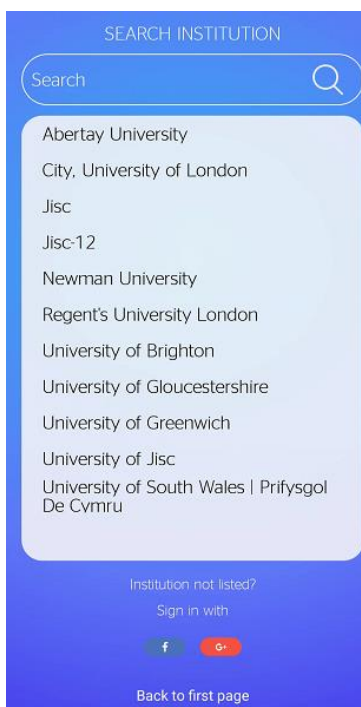 SEARCH INSTITUTION
Search
Abertay University
City, University of London
Jisc
Jisc-12
Newman University
Regent's University London
University of Brighton
University of Gloucestershire
University of Greenwich
University of Jisc
University of South Wales | Prifysgol
De Cymru
Institution not listed?
Sign in with
f
G+
Back to first page